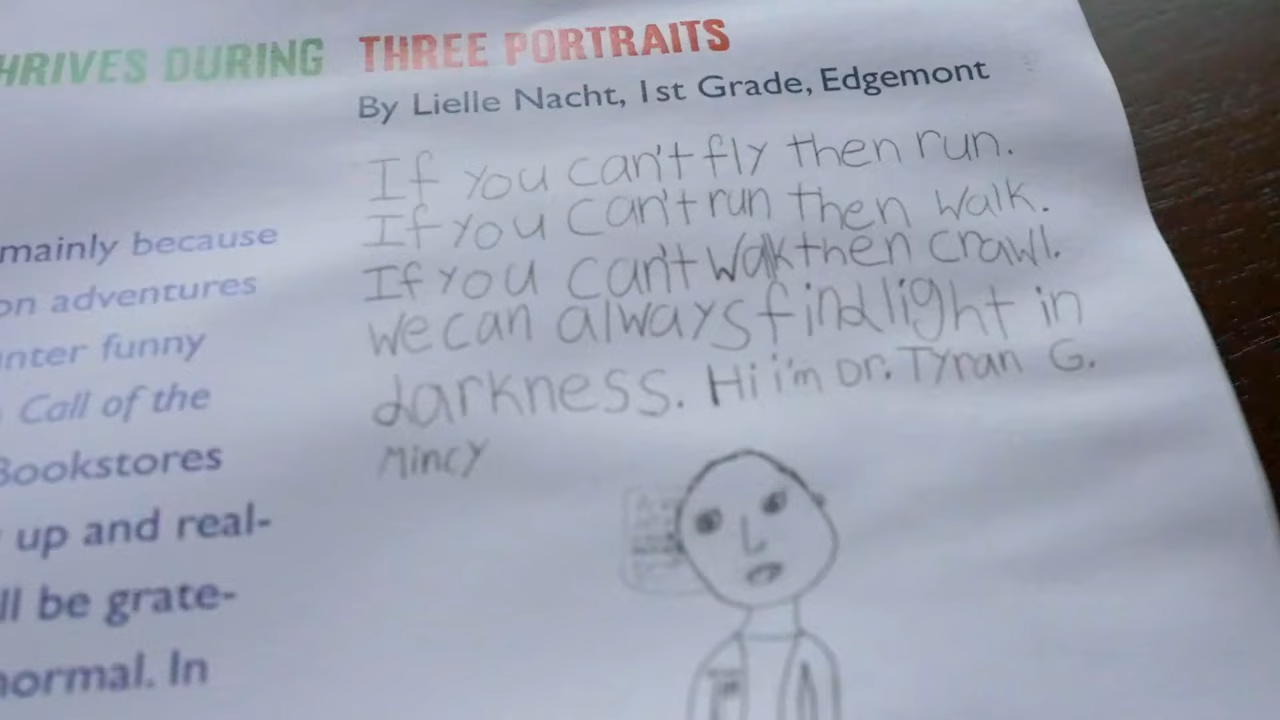 HRIVES DURING
mainly because
on adventures
nter funny
Call of the
Bookstores
up and real-
ll be grate-
normal. In
THREE PORTRAITS
By Lielle Nacht, 1st Grade, Edgemont
If you can't fly then run.
If you can't run then walk.
If you can't walk then crawl.
We can always find light in
darkness. Hi i'm Dr. Tyran G.
Mincy